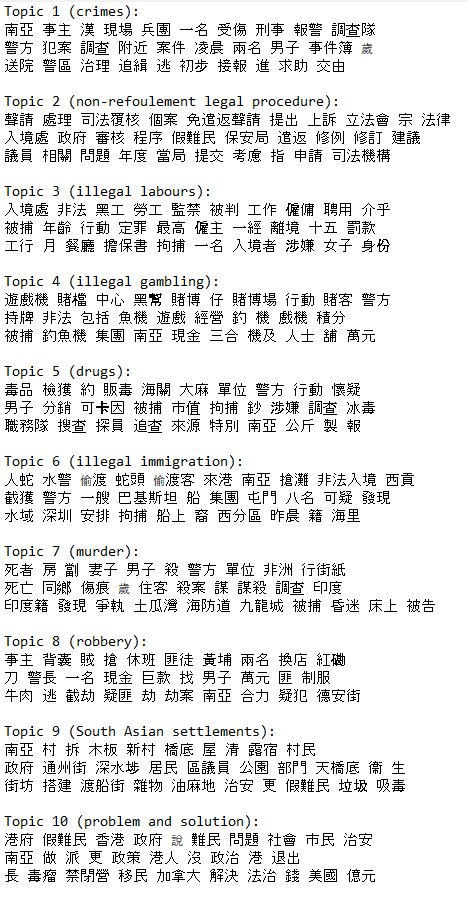 Topic 1 (crimes):
南亞 事主 漢 現場 兵團 一名 受傷 刑事 報警 調查隊
警方 犯案 調查 附近 案件 凌晨 兩名 男子 事件簿 歲
送院 警區 治理 追緝 逃 初步 接報 進 求助 交由
Topic 2 (non-refoulement legal procedure):
聲請 處理 司法覆核 個案 免遣返聲請 提出 上訴 立法會 宗 法律
入境處 政府 審核 程序 假難民 保安局 遣返 修例 修訂 建議
議員 相關 問題 年度 當局 提交 考慮 指 申請 司法機構
Topic 3 (illegal labours):
入境處 非法 黑工 勞工 監禁 被判 工作 僱傭 聘用 介乎
被捕 年齡 行動 定罪 最高 僱主 一經 離境 十五 罰款
工行 月 餐廳 擔保書 拘捕 一名 入境者 涉嫌 女子 身份
Topic 4 (illegal gambling):
遊戲機 賭檔 中心 黑幫 賭博 仔 賭博場 行動 賭客 警方
持牌 非法 包括 魚機 遊戲 經營 釣 機 戲機 積分
被捕 釣魚機 集團 南亞 現金 三合 機及 人士 舖 萬元
Topic 5 (drugs):
毒品 檢獲 約 販毒 海關 大麻 單位 警方 行動 懷疑
男子 分銷 可卡因 被捕 市值 拘捕 鈔 涉嫌 調查 冰毒
職務隊 搜查 探員 追查 來源 特別 南亞 公斤 製 報
Topic 6 (illegal immigration):
人蛇 水警 偷渡 蛇頭 偷渡客 來港 南亞 搶灘 非法入境 西貢
截獲 警方 一艘 巴基斯坦 船 集團 屯門 八名 可疑 發現
水域 深圳 安排 拘捕 船上 裔 西分區 昨晨 籍 海里
Topic 7 (murder):
死者 房 劏 妻子 男子 殺 警方 單位 非洲 行街紙
死亡 同鄉 傷痕 歲 住客 殺案 謀 謀殺 調查 印度
印度籍 發現 爭執 土瓜灣 海防道 九龍城 被捕 昏迷 床上 被告
Topic 8 (robbery):
事主 背囊 賊 搶 休班 匪徒 黃埔 兩名 換店 紅磡
刀 警長 一名 現金 巨款 找 男子 萬元 匪 制服
牛肉 逃 截劫 疑匪 劫 劫案 南亞 合力 疑犯 德安街
Topic 9 (South Asian settlements):
南亞 村 拆 木板 新村 橋底 屋 清 露宿 村民
政府 通州街 深水埗 居民 區議員 公園 部門 天橋底 衞 生
街坊 搭建 渡船街 雜物 油麻地 治安 更 假難民 垃圾 吸毒
Topic 10 (problem and solution):
港府 假難民 香港 政府 說 難民 問題 社會 市民 治安
南亞 做 派 更 政策 港人 沒 政治 港 退出
長 毒瘤 禁閉營 移民 加拿大 解決 法治 錢 美國 億元